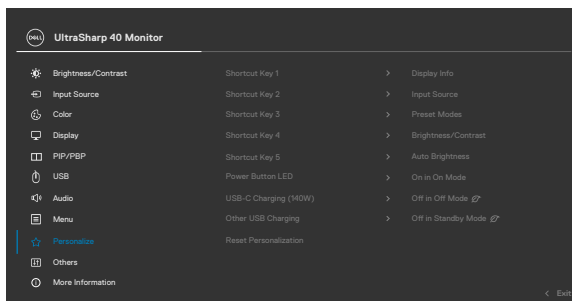 DELL UltraSharp 40 Monitor
Brightness/Contrast Shortcut Key 1 > Display Info
Input Source Shortcut Key 2 > Input Source
Color Shortcut Key 3 > Preset Modes
Display Shortcut Key 4 > Brightness/Contrast
PIP/PBP Shortcut Key 5 > Auto Brightness
USB Power Button LED > On in On Mode
Audio USB-C Charging (140W) > Off in Off Mode
Menu Other USB Charging > Off in Standby Mode
Personalize Reset Personalization
Others
More Information
< Exit